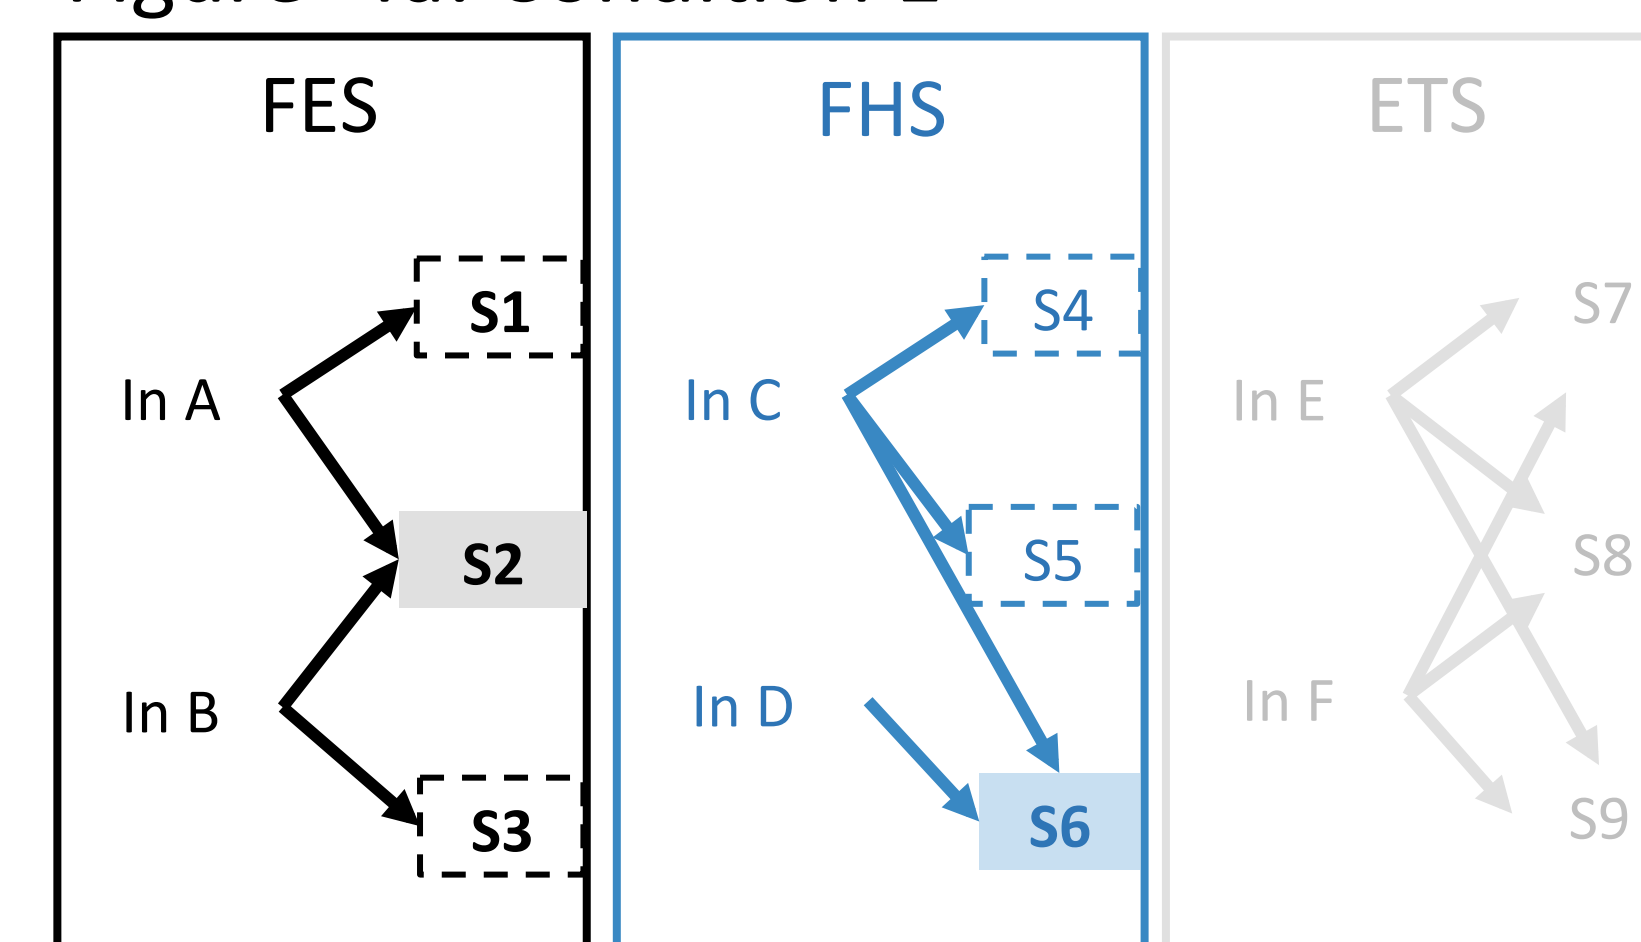 FES
FHS
ETS
S1
S4
S7
In A
In C
In E
S2
S5
S8
In B
In D
In F
S3
S6
S9